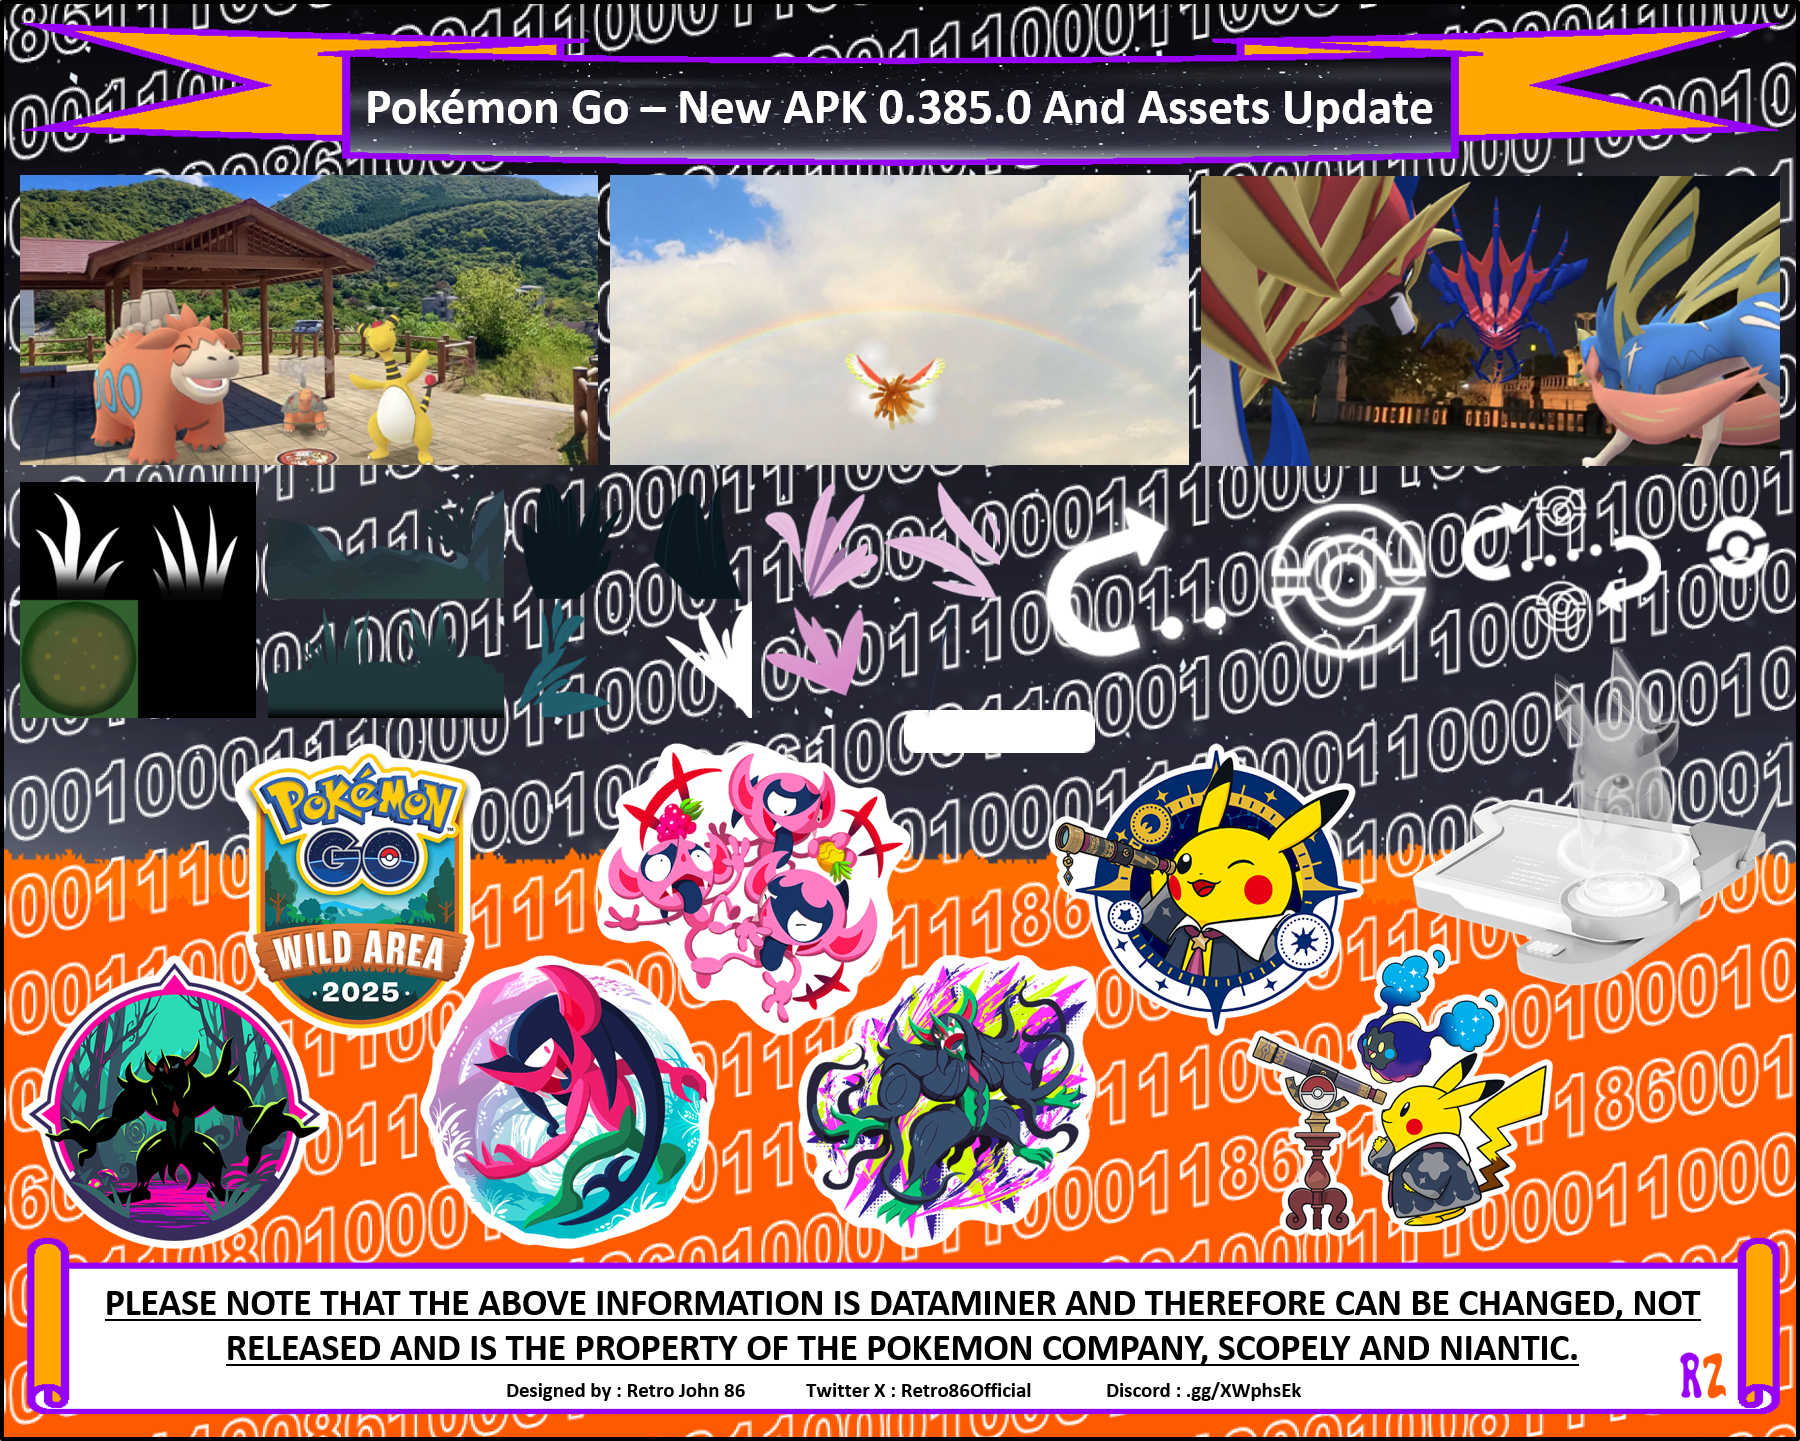 Pokémon Go – New APK 0.385.0 And Assets Update
POKéMON
GO
WILD AREA
·2025·
PLEASE NOTE THAT THE ABOVE INFORMATION IS DATAMINER AND THEREFORE CAN BE CHANGED, NOT
RELEASED AND IS THE PROPERTY OF THE POKEMON COMPANY, SCOPELY AND NIANTIC.
Designed by : Retro John 86 Twitter X : Retro86Official Discord : .gg/XWphsEk
RZ